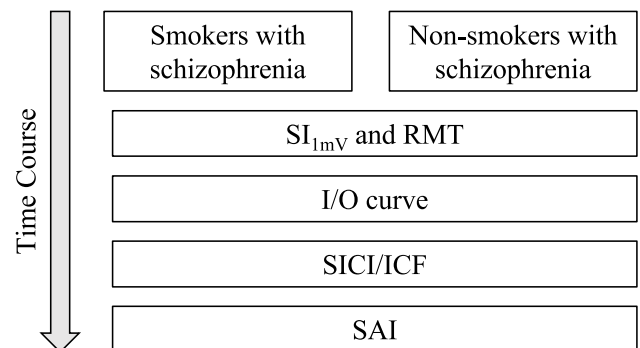 Smokers with
schizophrenia
Non-smokers with
schizophrenia
Time Course
SI1mV and RMT
I/O curve
SICI/ICF
SAI